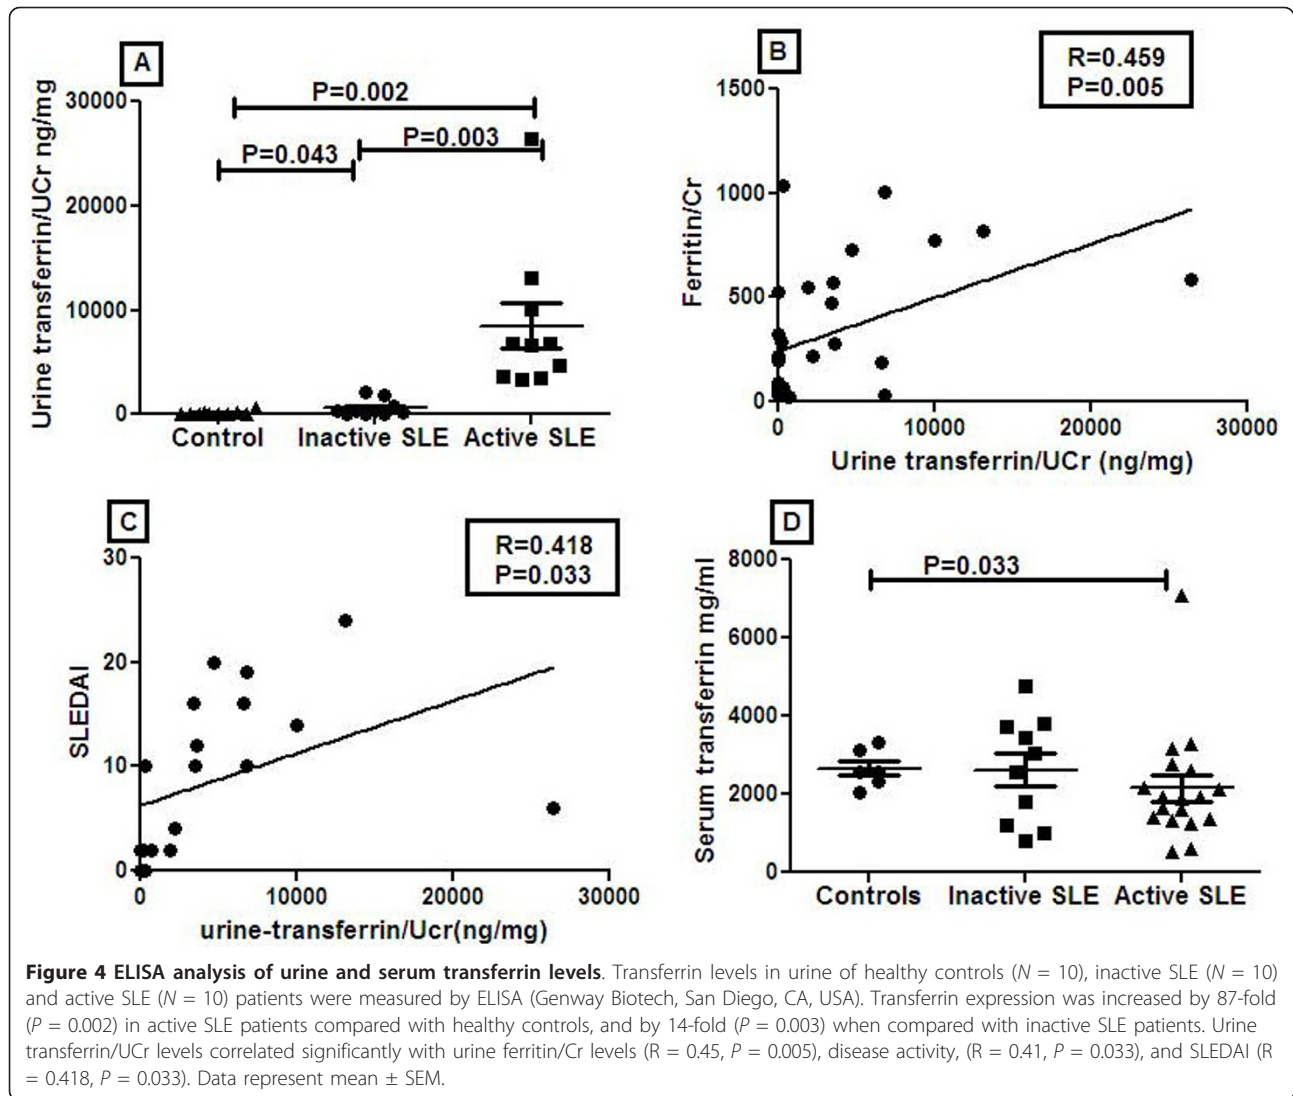 A
P=0.002
P=0.003
P=0.043
30000
20000
10000
0
Urine transferrin/UCr ng/mg
Control Inactive SLE Active SLE
B
R=0.459
P=0.005
1500
1000
500
0
Ferritin/Cr
0 10000 20000 30000
Urine transferrin/UCr (ng/mg)
C
R=0.418
P=0.033
30
20
10
0
SLEDAI
0 10000 20000 30000
urine-transferrin/Ucr(ng/mg)
D
P=0.033
8000
6000
4000
2000
0
Serum transferrin mg/ml
Controls Inactive SLE Active SLE
Figure 4 ELISA analysis of urine and serum transferrin levels. Transferrin levels in urine of healthy controls (N = 10), inactive SLE (N = 10)
and active SLE (N = 10) patients were measured by ELISA (Genway Biotech, San Diego, CA, USA). Transferrin expression was increased by 87-fold
(P = 0.002) in active SLE patients compared with healthy controls, and by 14-fold (P = 0.003) when compared with inactive SLE patients. Urine
transferrin/UCr levels correlated significantly with urine ferritin/Cr levels (R = 0.45, P = 0.005), disease activity, (R = 0.41, P = 0.033), and SLEDAI (R
= 0.418, P = 0.033). Data represent mean ± SEM.